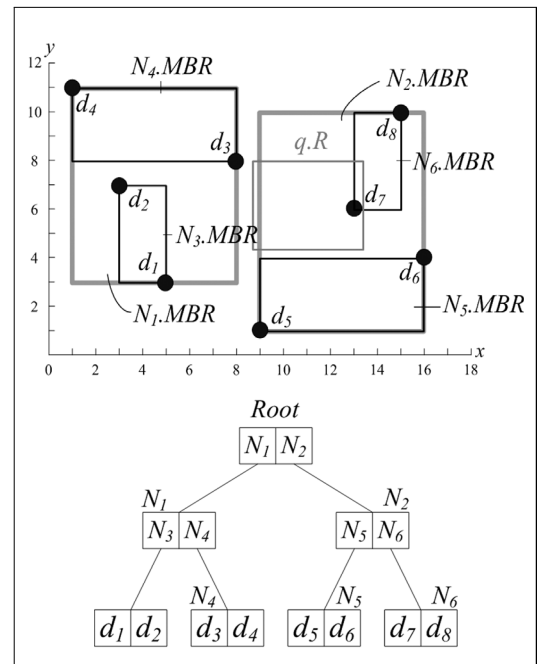 y
12
N4.MBR
N2.MBR
d4
10
d8
q.R
d3
8
N6.MBR
d2
d7
6
N3.MBR
d1
4
d6
N1.MBR
d5
N5.MBR
2
x
0 2 4 6 8 10 12 14 16 18
Root
N1 N2
N1 N2
N3 N4 N5 N6
N4 N5 N6
d1 d2 d3 d4 d5 d6 d7 d8